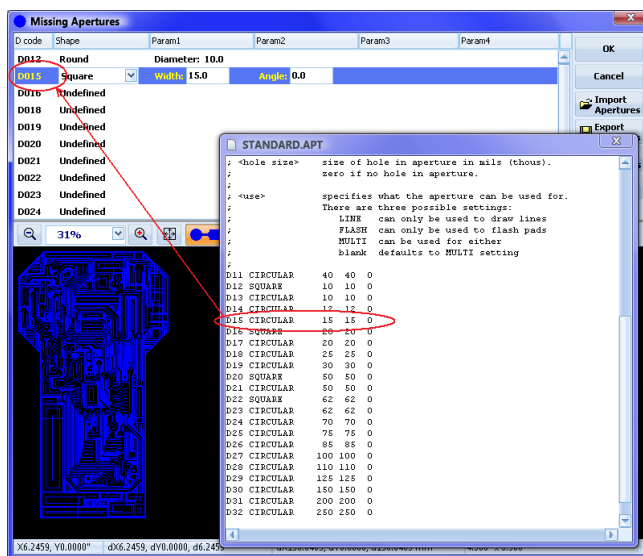 Missing Apertures
D code Shape Param1 Param2 Param3 Param4
D012 Round Diameter: 10.0
D015 Square Width: 15.0 Angle: 0.0
D016 Undefined
D018 Undefined
D019 Undefined
D020 Undefined
D021 Undefined
D022 Undefined
D023 Undefined
D024 Undefined
OK
Cancel
Import
Apertures
Export
31%
STANDARD.APT
; <hole size> size of hole in aperture in mils (thous).
; zero if no hole in aperture.
;
; <use> specifies what the aperture can be used for.
; There are three possible settings:
; LINE can only be used to draw lines
; FLASH can only be used to flash pads
; MULTI can be used for either
; blank defaults to MULTI setting
;
D11 CIRCULAR 40 40 0
D12 SQUARE 10 10 0
D13 CIRCULAR 10 10 0
D14 CIRCULAR 12 12 0
D15 CIRCULAR 15 15 0
D16 SQUARE 20 20 0
D17 CIRCULAR 20 20 0
D18 CIRCULAR 25 25 0
D19 CIRCULAR 30 30 0
D20 SQUARE 50 50 0
D21 CIRCULAR 50 50 0
D22 SQUARE 62 62 0
D23 CIRCULAR 62 62 0
D24 CIRCULAR 70 70 0
D25 CIRCULAR 75 75 0
D26 CIRCULAR 85 85 0
D27 CIRCULAR 100 100 0
D28 CIRCULAR 110 110 0
D29 CIRCULAR 125 125 0
D30 CIRCULAR 150 150 0
D31 CIRCULAR 200 200 0
D32 CIRCULAR 250 250 0
X6.2459, Y0.0000" dX6.2459, dY0.0000, d6.2459